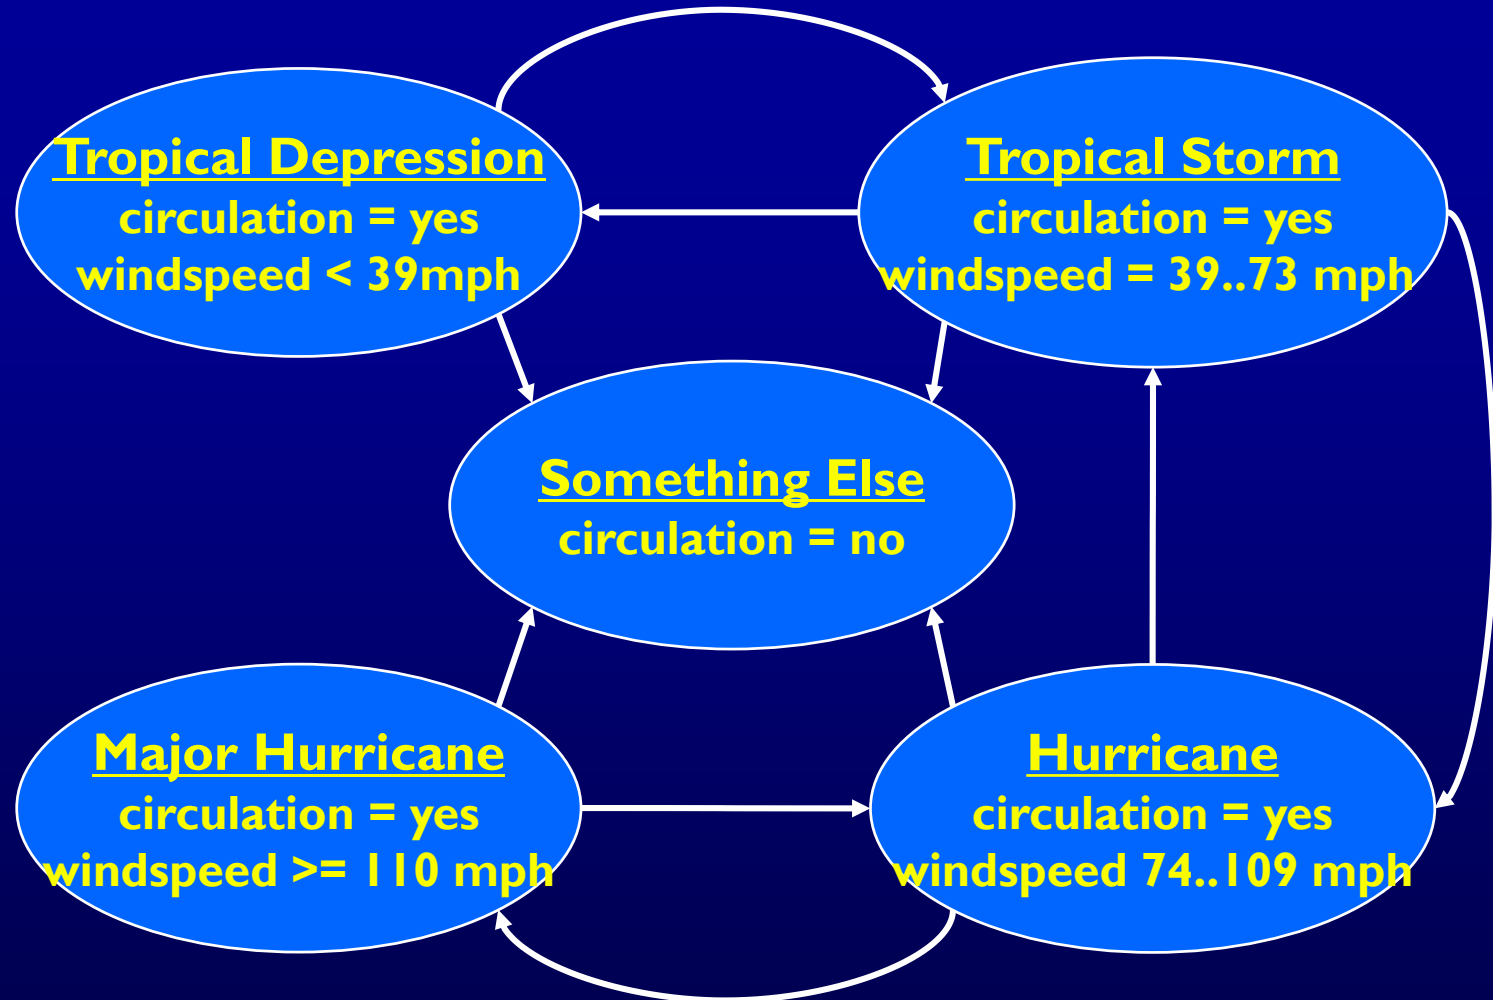 Tropical Depression
circulation = yes
windspeed < 39mph
Tropical Storm
circulation = yes
windspeed = 39..73 mph
Something Else
circulation = no
Major Hurricane
circulation = yes
windspeed >= 110 mph
Hurricane
circulation = yes
windspeed 74..109 mph